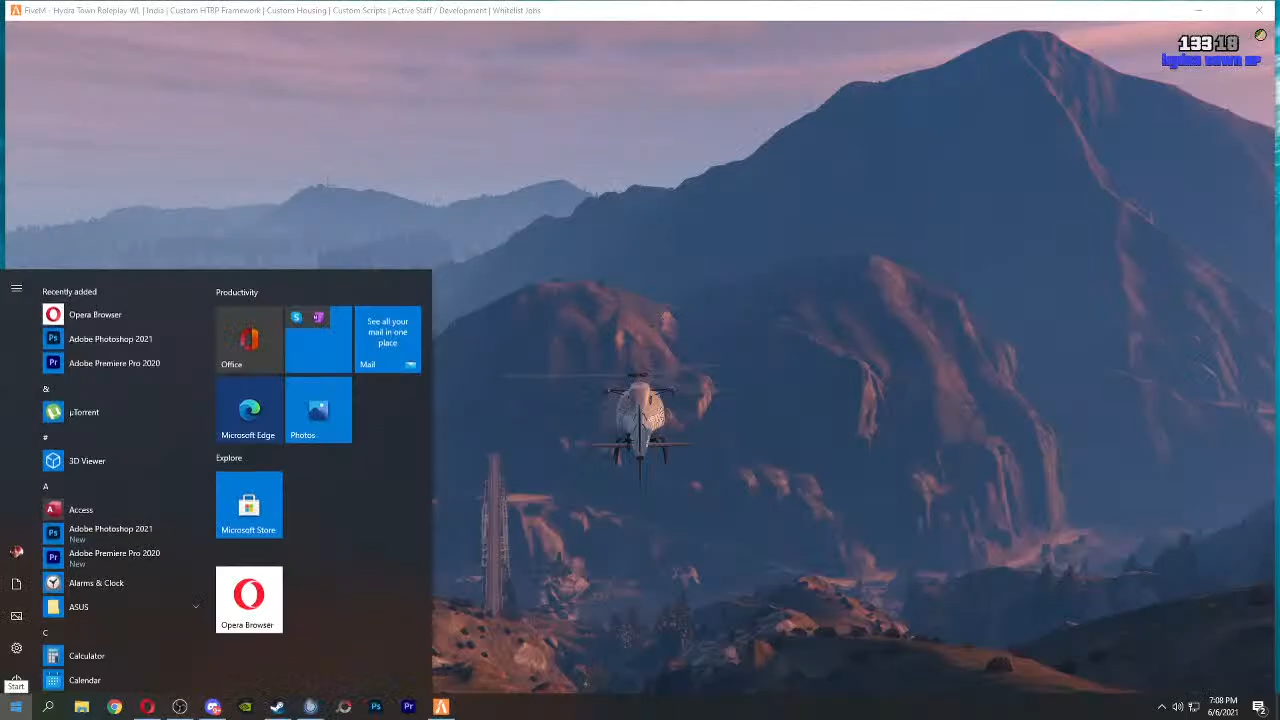 FiveM - Hydra Town Roleplay WL | India | Custom HTBP Framework | Custom Housing | Custom Scripts | Active Staff / Development | Whitelist Jobs
133 18
Recently added
Opera Browser
Adobe Photoshop 2021
Adobe Premiere Pro 2020
&
µTorrent
#
3D Viewer
A
Access
Adobe Photoshop 2021
New
Adobe Premiere Pro 2020
New
Alarms & Clock
ASUS
C
Calculator
Calendar
Start
Productivity
Office
See all your
mail in one
place
Mail
Microsoft Edge
Photos
Explore
Microsoft Store
Opera Browser
7:08 PM
6/6/2021